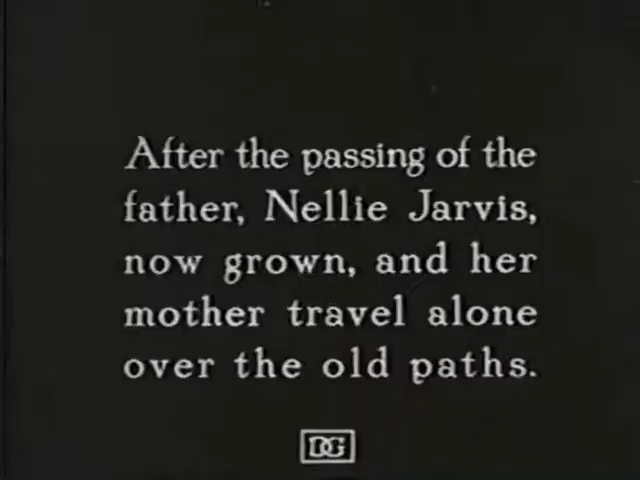 After the passing of the
father, Nellie Jarvis,
now grown, and her
mother travel alone
over the old paths.
DG